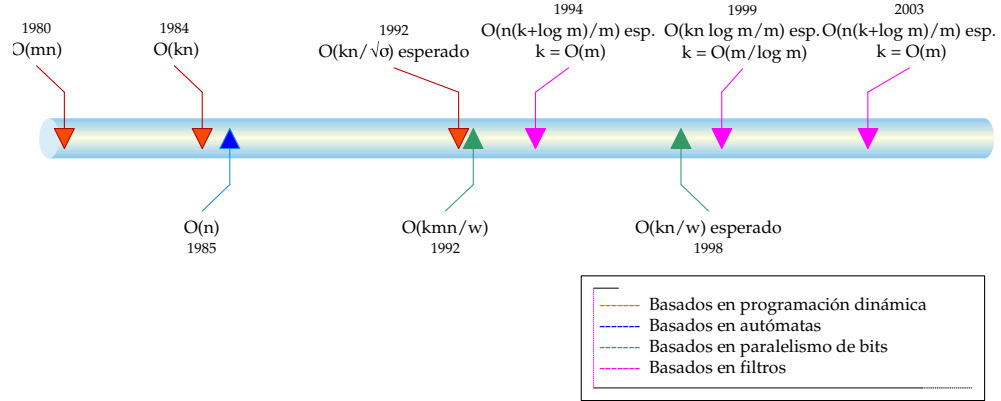 1980
O(mn)
1984
O(kn)
1992
O(kn/√σ) esperado
1994
O(n(k+log m)/m) esp.
k = O(m)
1999
O(kn log m/m) esp.
k = O(m/log m)
2003
O(n(k+log m)/m) esp.
k = O(m)
O(n)
1985
O(kmn/w)
1992
O(kn/w) esperado
1998
Basados en programación dinámica
Basados en autómatas
Basados en paralelismo de bits
Basados en filtros